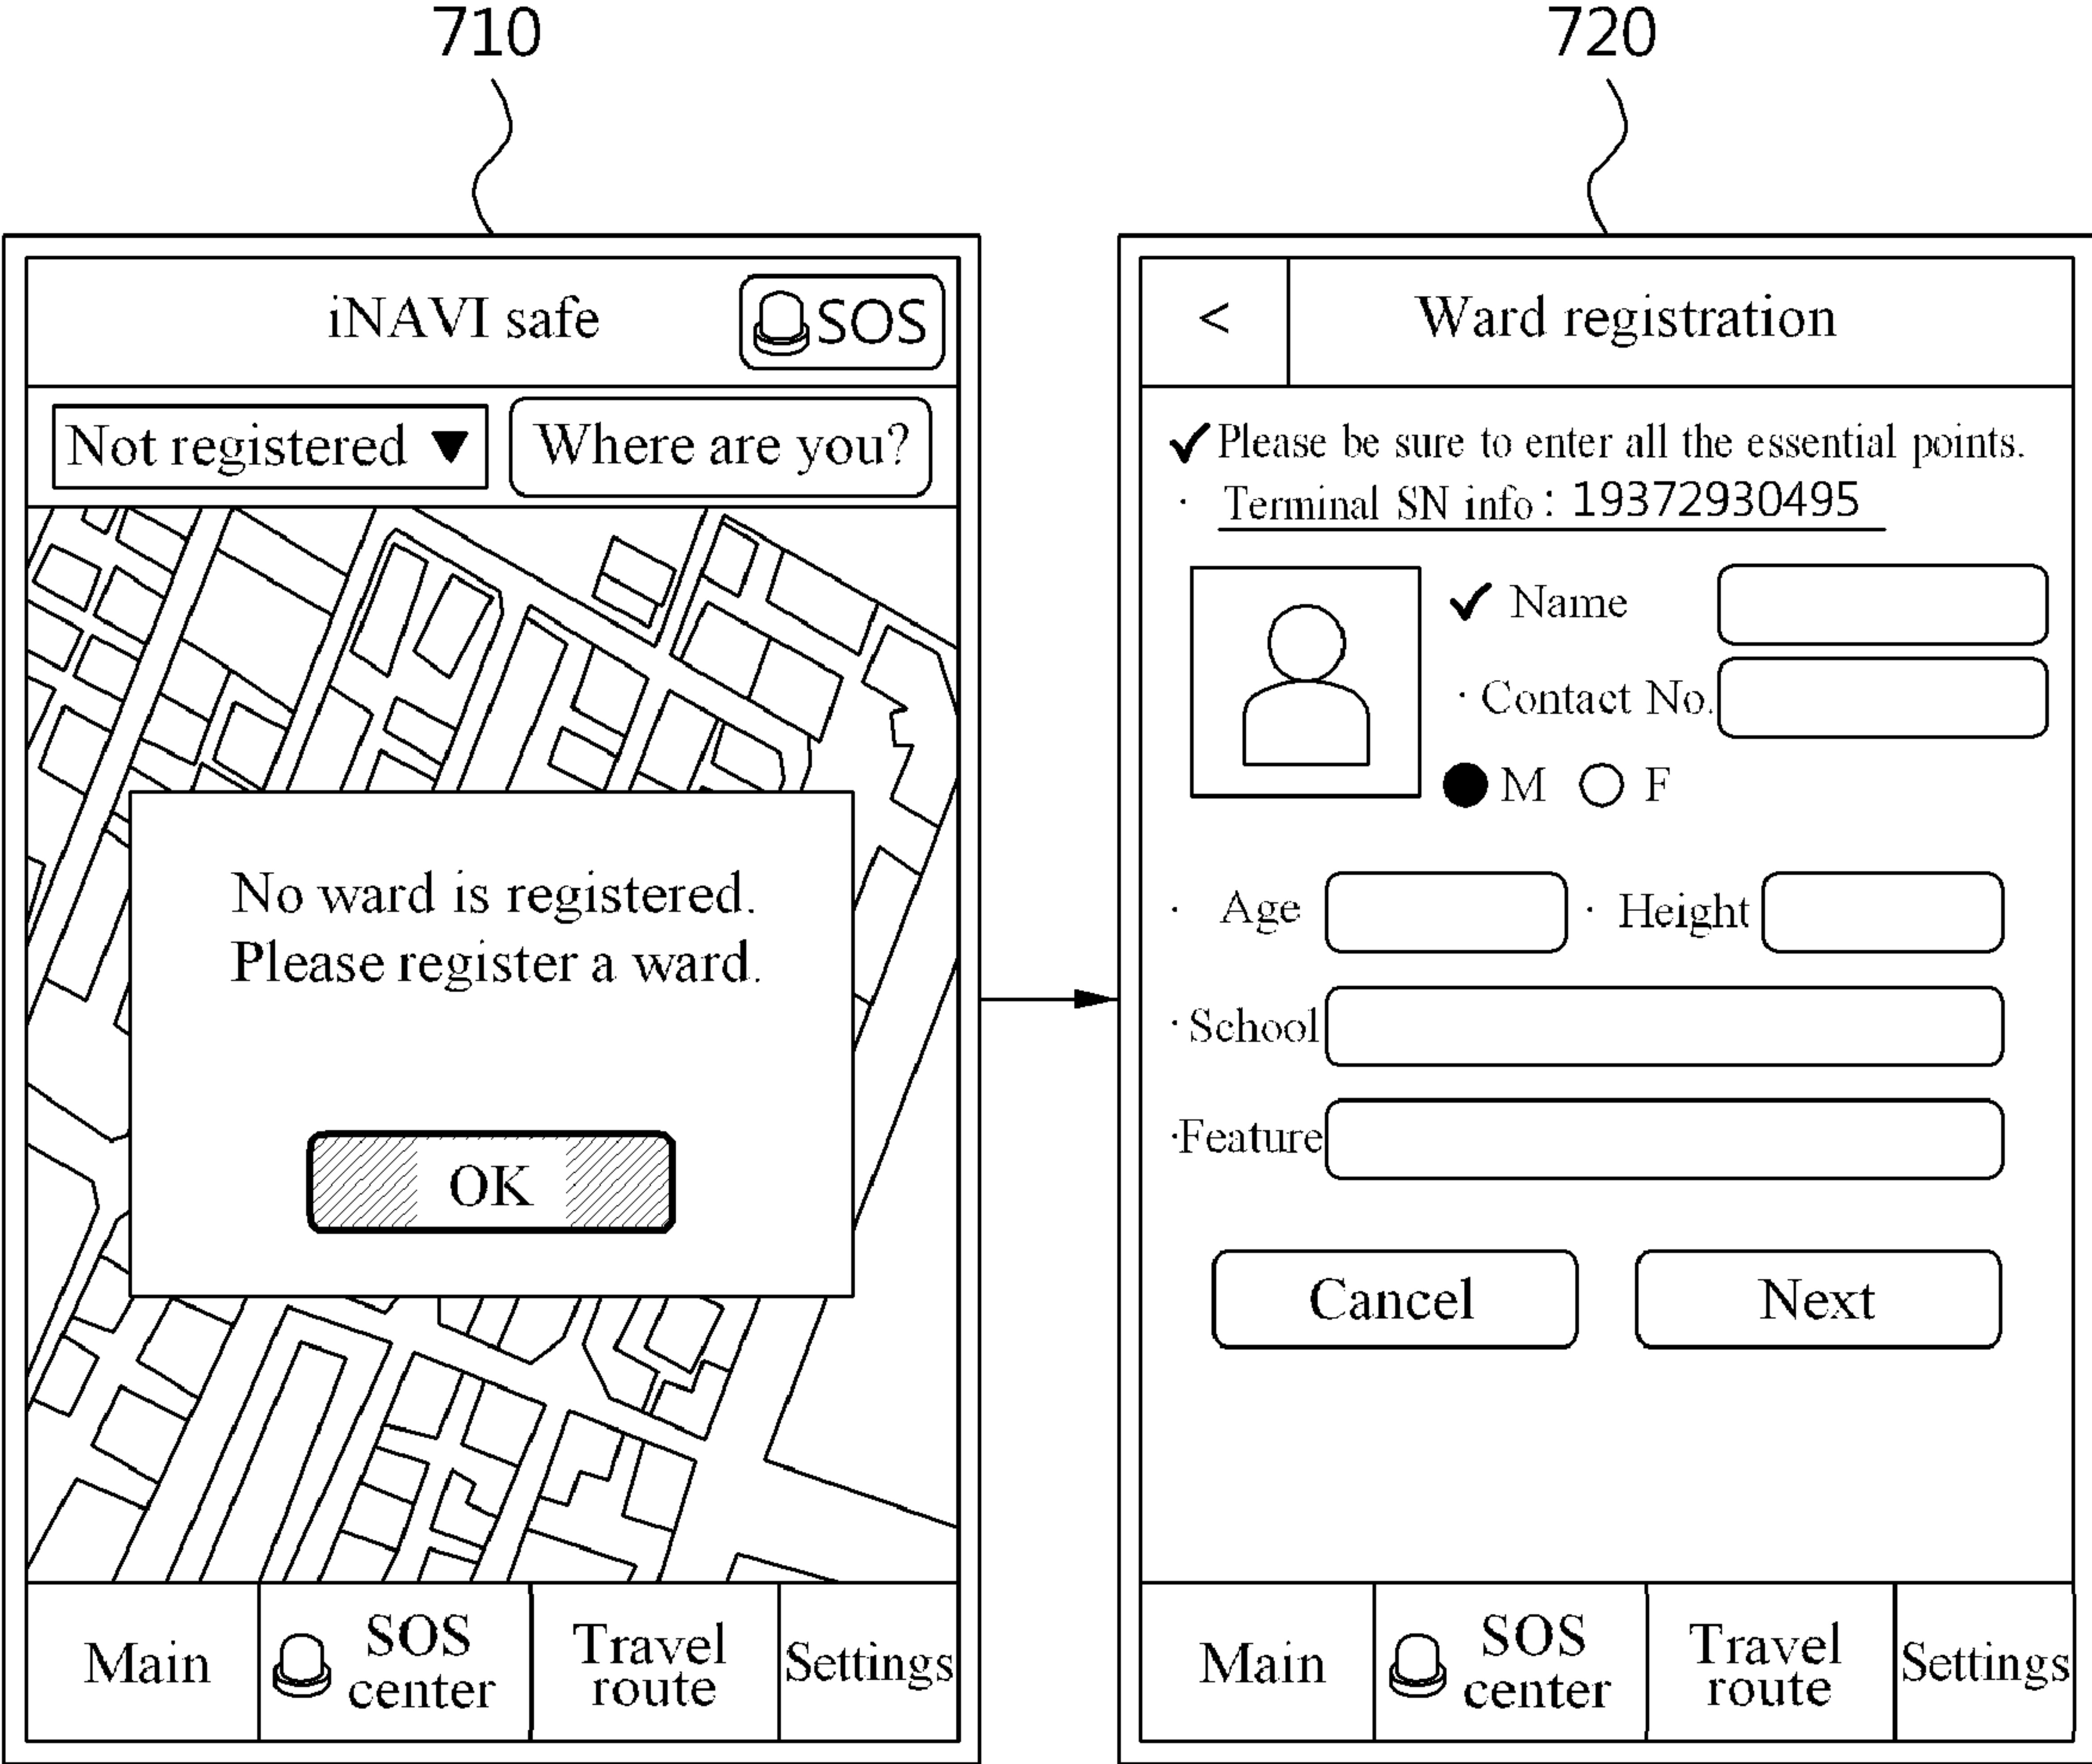 710
720
iNAVI safe
SOS
Not registered ▼
Where are you?
No ward is registered.
Please register a ward.
OK
Main
SOS
center
Travel
route
Settings
<
Ward registration
✓Please be sure to enter all the essential points.
· Terminal SN info : 19372930495
✓ Name
· Contact No.
M F
· Age
· Height
· School
·Feature
Cancel
Next
Main
SOS
center
Travel
route
Settings